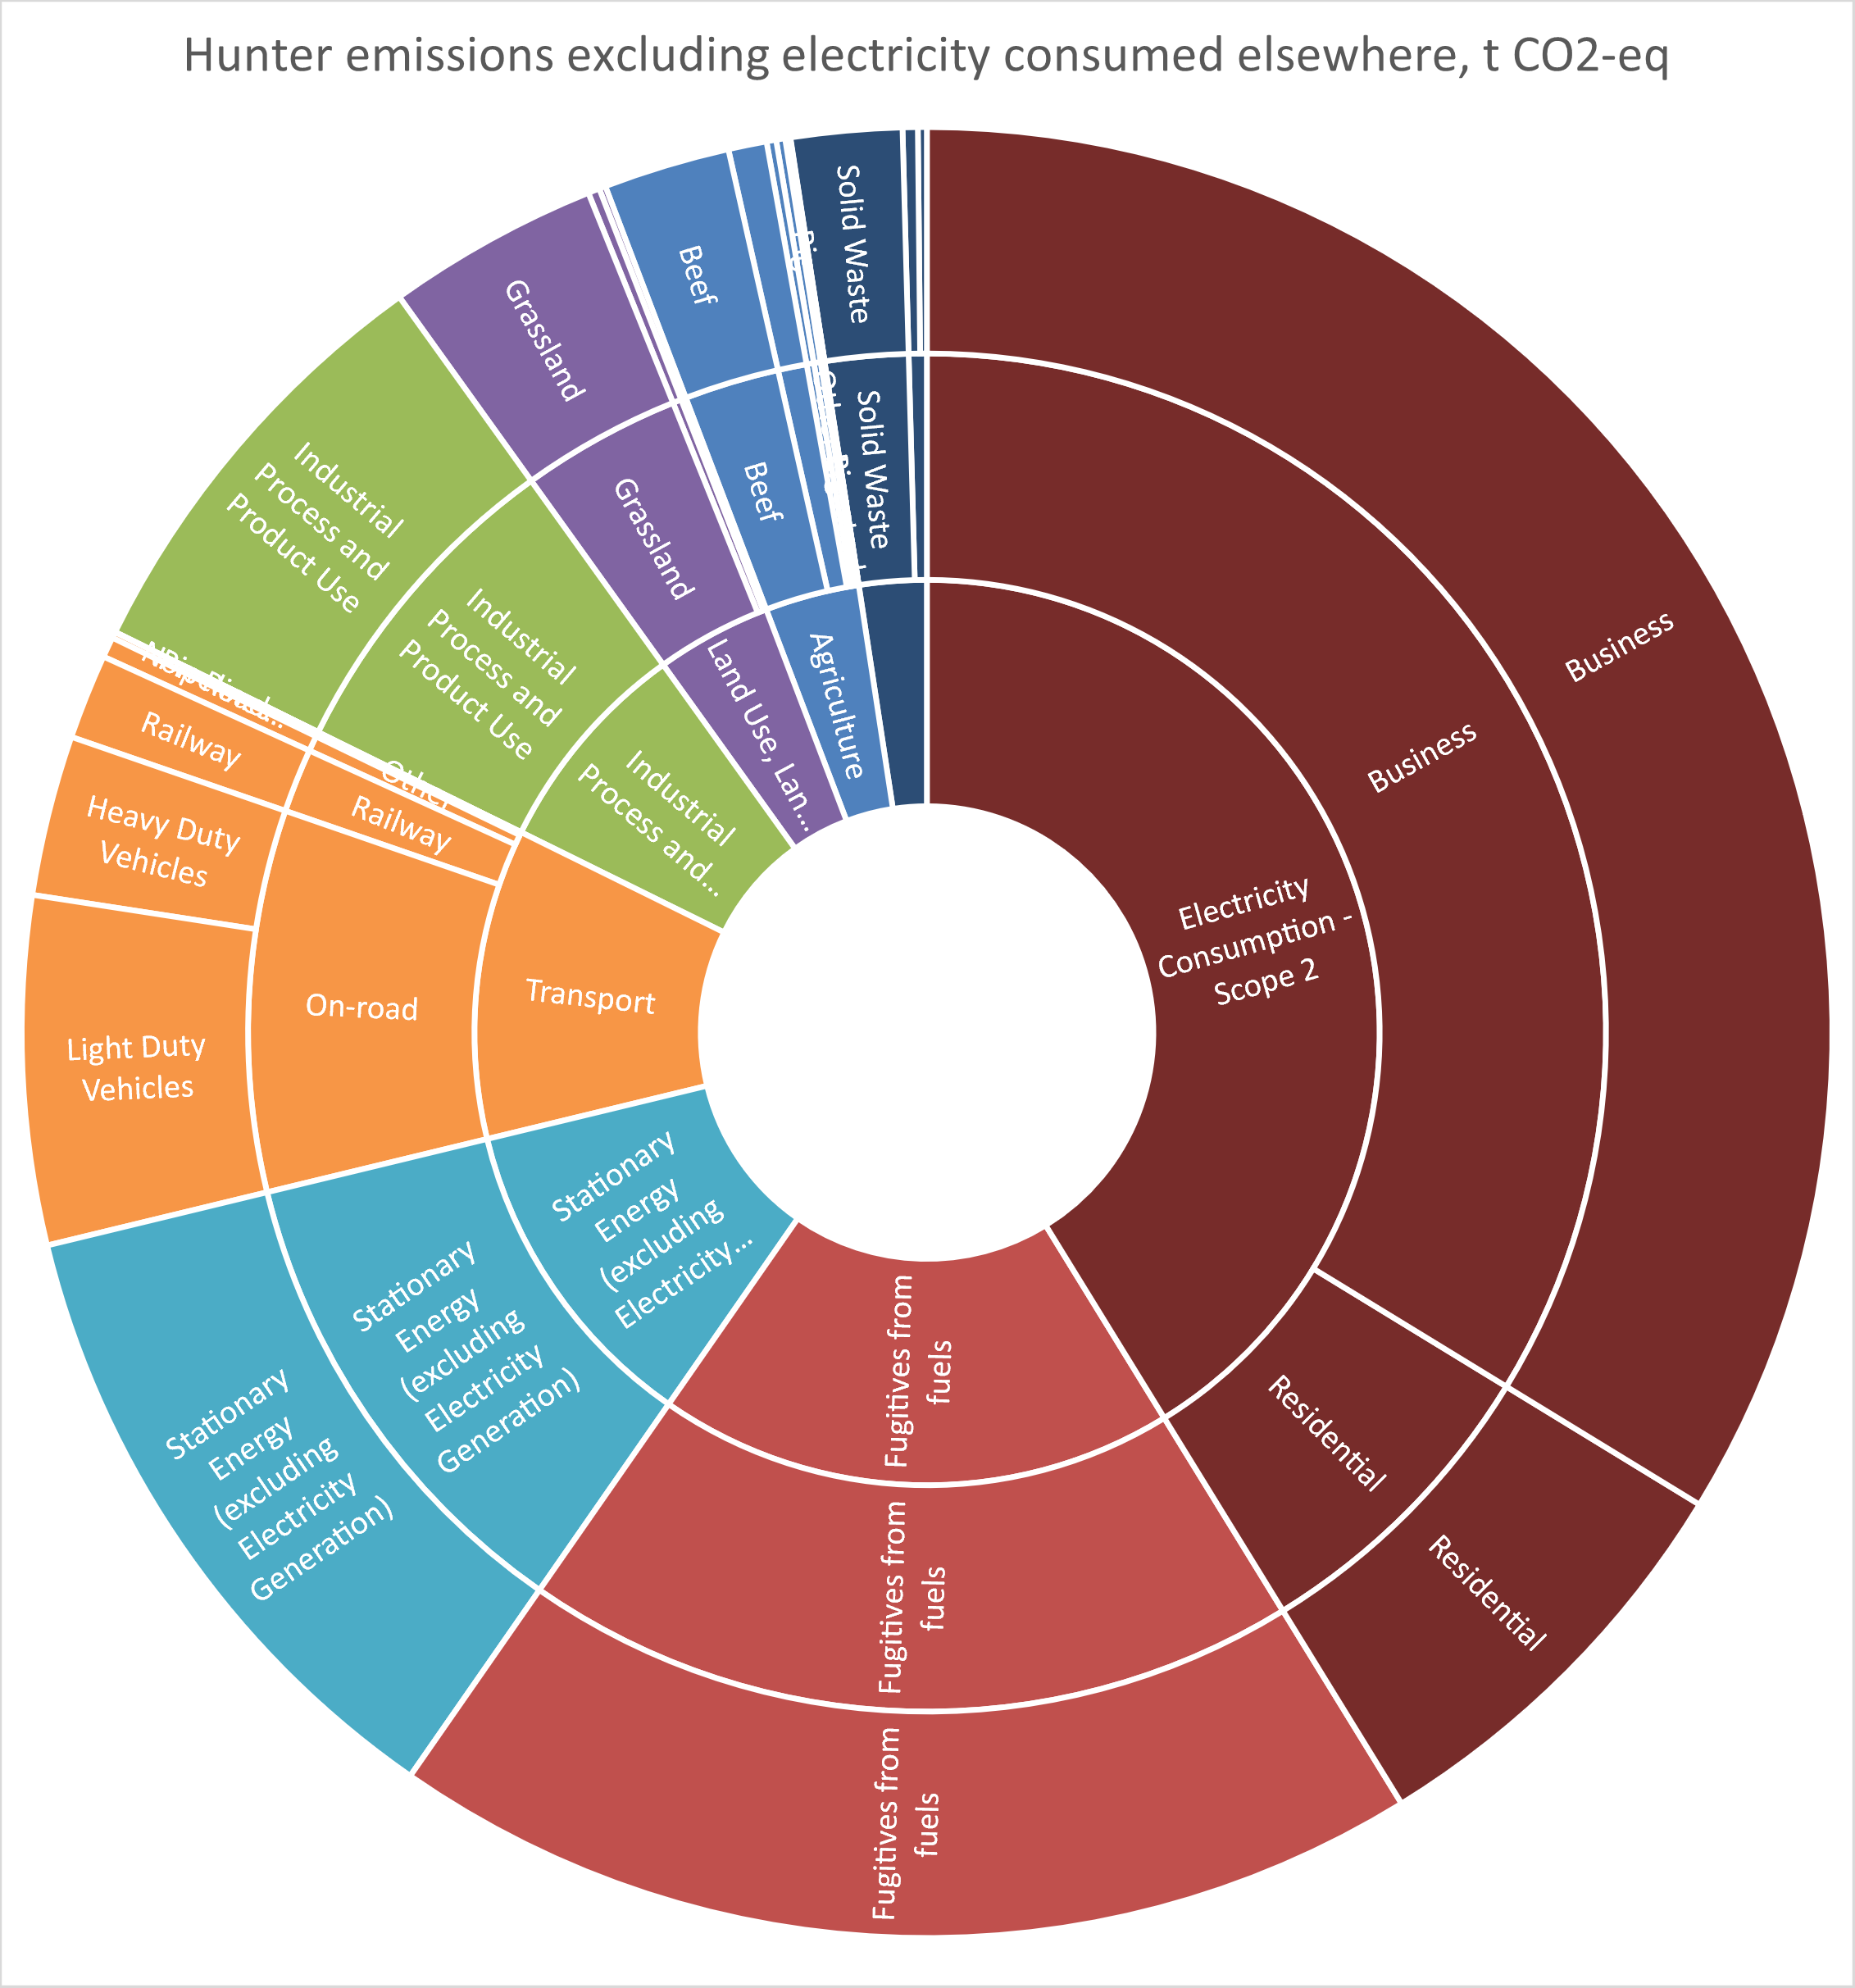 Hunter emissions excluding electricity consumed elsewhere, t CO2-eq
Business
Business
Electricity
Consumption -
Scope 2
Residential
Residential
Fugitives from
fuels
Fugitives from
fuels
Fugitives from
fuels
Stationary
Energy
(excluding
Electricity...
Stationary
Energy
(excluding
Electricity
Generation)
Stationary
Energy
(excluding
Electricity
Generation)
Transport
On-road
Light Duty
Vehicles
Heavy Duty
Vehicles
Railway
Railway
Industrial
Process and...
Industrial
Process and
Product Use
Industrial
Process and
Product Use
Land Use, Lan...
Grassland
Grassland
Agriculture
Beef
Beef
Solid Waste
Solid Waste